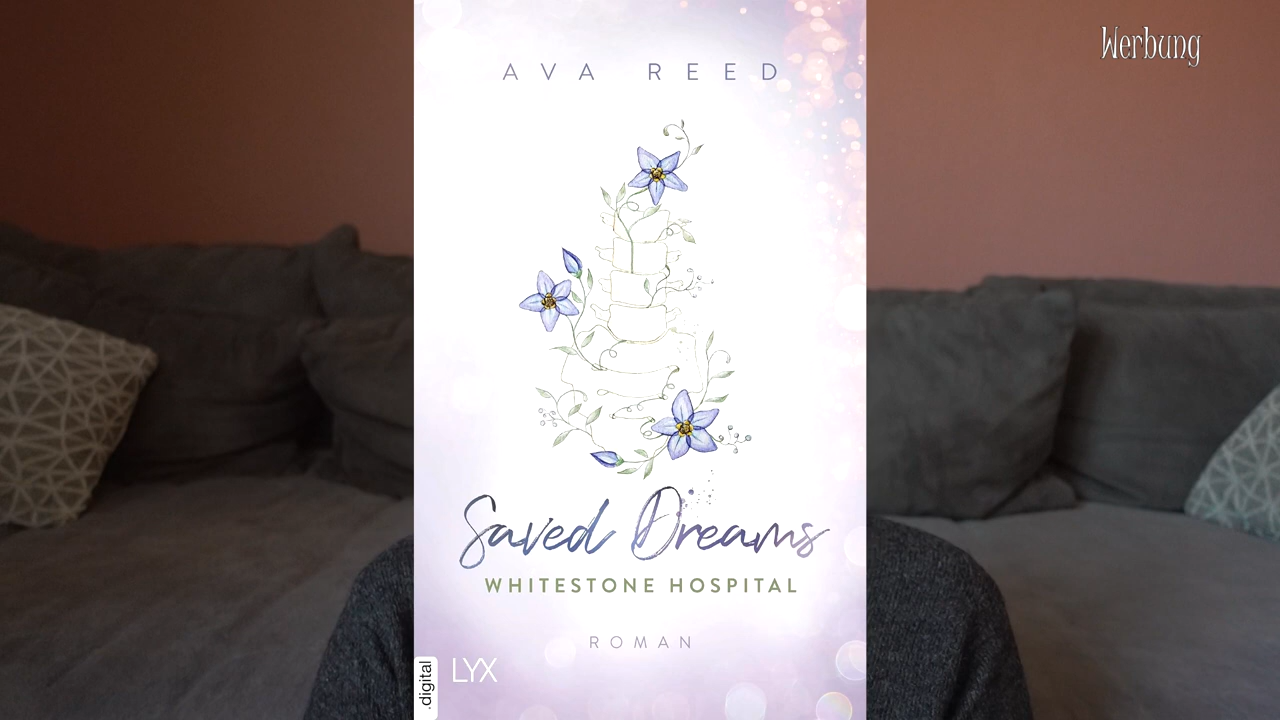 Werbung
AVA REED
Saved Dreams
WHITESTONE HOSPITAL
ROMAN
.digital
LYX